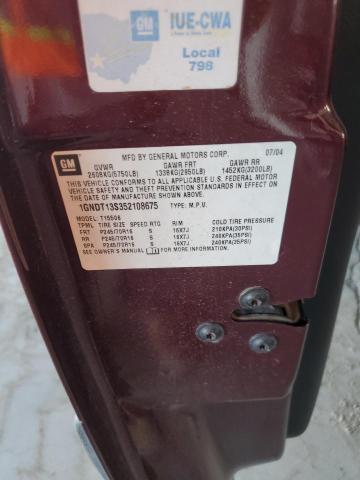 GM
IUE-CWA
Local
798
GM
MFD BY GENERAL MOTORS CORP. 07/04
GVWR GAWR FRT GAWR RR
2608KG(5750LB) 1338KG(2950LB) 1452KG(3200LB)
THIS VEHICLE CONFORMS TO ALL APPLICABLE U.S. FEDERAL MOTOR
VEHICLE SAFETY STANDARDS IN EFFECT ON THE
DATE OF MANUFACTURE SHOWN ABOVE.
1GNDT13S352108675 TYPE: M.P.V.
MODEL: T15506
TPML TIRE SIZE SPEED RTG RIM COLD TIRE PRESSURE
FRT P245/70R16 S 16X7J 210KPA(30PSI)
RR P245/70R16 S 16X7J 240KPA(35PSI)
SPA P245/70R16 S 16X7J 240KPA(35PSI)
SEE OWNER'S MANUAL FOR MORE INFORMATION